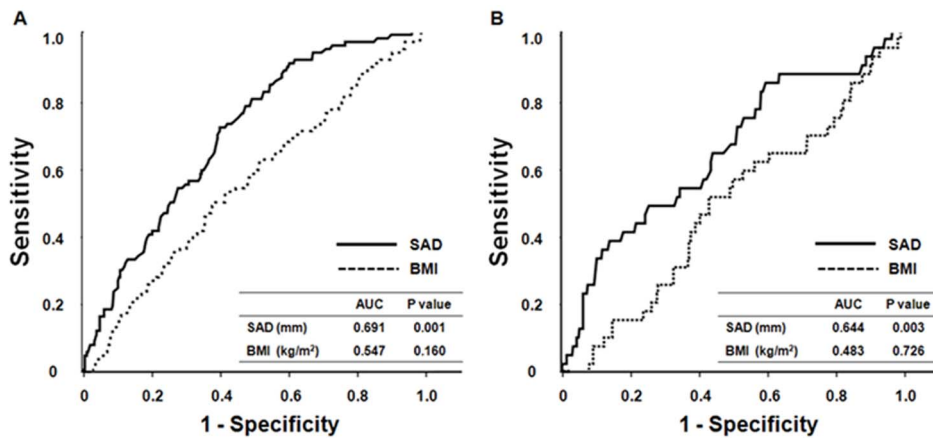 A
1.0
0.8
0.6
0.4
0.2
0
Sensitivity
SAD
BMI
AUC P value
SAD (mm) 0.691 0.001
BMI (kg/m²) 0.547 0.160
0 0.2 0.4 0.6 0.8 1.0
1 - Specificity
B
1.0
0.8
0.6
0.4
0.2
0
Sensitivity
SAD
BMI
AUC P value
SAD (mm) 0.644 0.003
BMI (kg/m²) 0.483 0.726
0 0.2 0.4 0.6 0.8 1.0
1 - Specificity